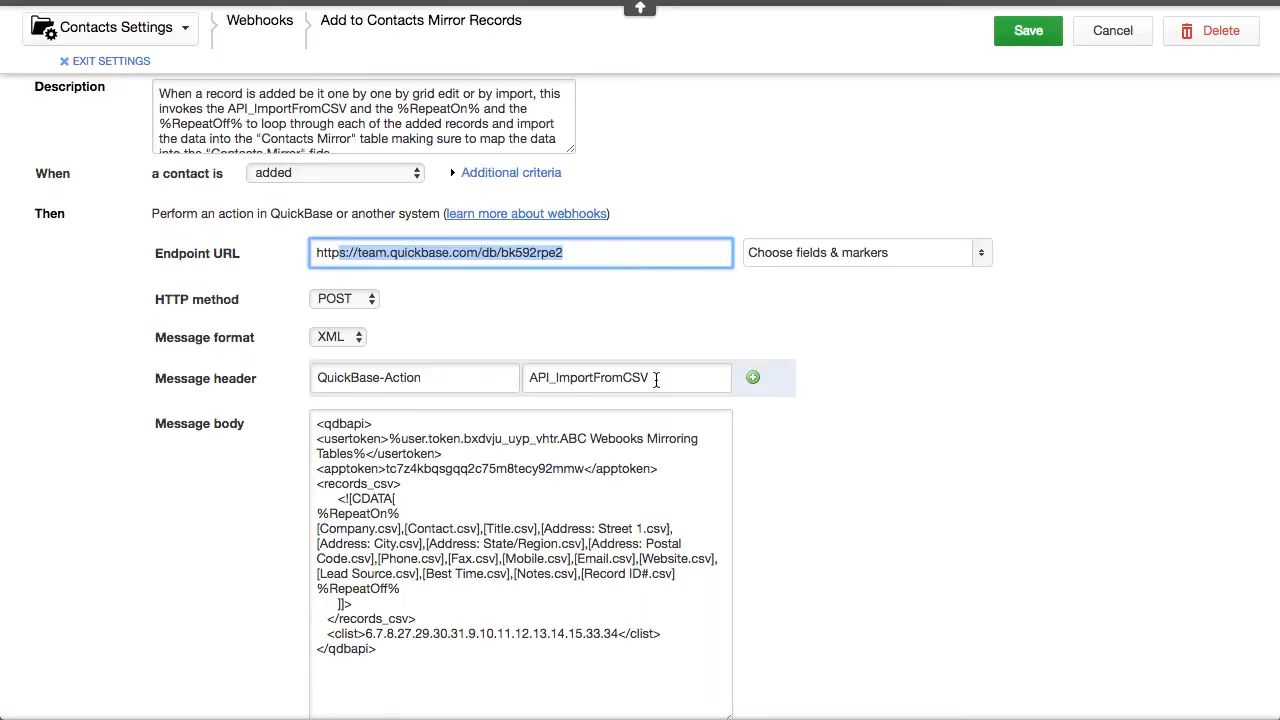 Contacts Settings
Webhooks
Add to Contacts Mirror Records
Save
Cancel
Delete
EXIT SETTINGS
Description
When a record is added be it one by one by grid edit or by import, this
invokes the API_ImportFromCSV and the %RepeatOn% and the
%RepeatOff% to loop through each of the added records and import
the data into the "Contacts Mirror" table making sure to map the data
into the "Contacts Mirror" fids
When
a contact is
added
Additional criteria
Then
Perform an action in QuickBase or another system (learn more about webhooks)
Endpoint URL
https://team.quickbase.com/db/bk592rpe2
Choose fields & markers
HTTP method
POST
Message format
XML
Message header
QuickBase-Action
API_ImportFromCSV
Message body
<qdbapi>
<usertoken>%user.token.bxdvju_uyp_vhtr.ABC Webooks Mirroring
Tables%</usertoken>
<apptoken>tc7z4kbqsgqq2c75m8tecy92mmw</apptoken>
<records_csv>
<![CDATA[
%RepeatOn%
[Company.csv],[Contact.csv],[Title.csv],[Address: Street 1.csv],
[Address: City.csv],[Address: State/Region.csv],[Address: Postal
Code.csv],[Phone.csv],[Fax.csv],[Mobile.csv],[Email.csv],[Website.csv],
[Lead Source.csv],[Best Time.csv],[Notes.csv],[Record ID#.csv]
%RepeatOff%
]]>
</records_csv>
<clist>6.7.8.27.29.30.31.9.10.11.12.13.14.15.33.34</clist>
</qdbapi>